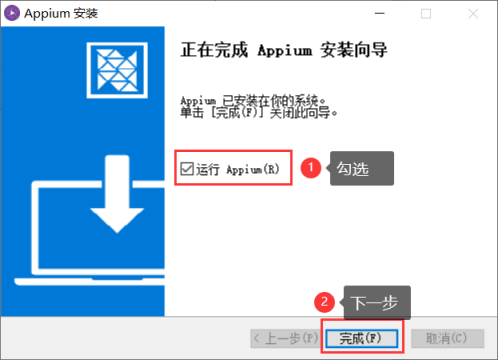 Appium 安装
正在完成 Appium 安装向导
Appium 已安装在你的系统。
单击 [完成(F)] 关闭此向导。
运行 Appium(R)
1 勾选
2 下一步
< 上一步(P)
完成(F)
取消(C)